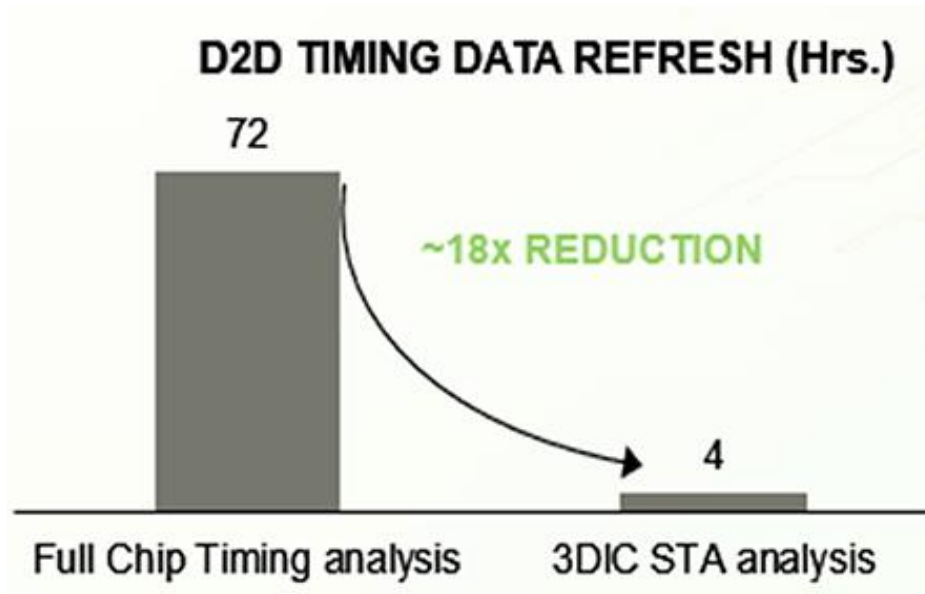 D2D TIMING DATA REFRESH (Hrs.)
72
~18x REDUCTION
4
Full Chip Timing analysis
3DIC STA analysis